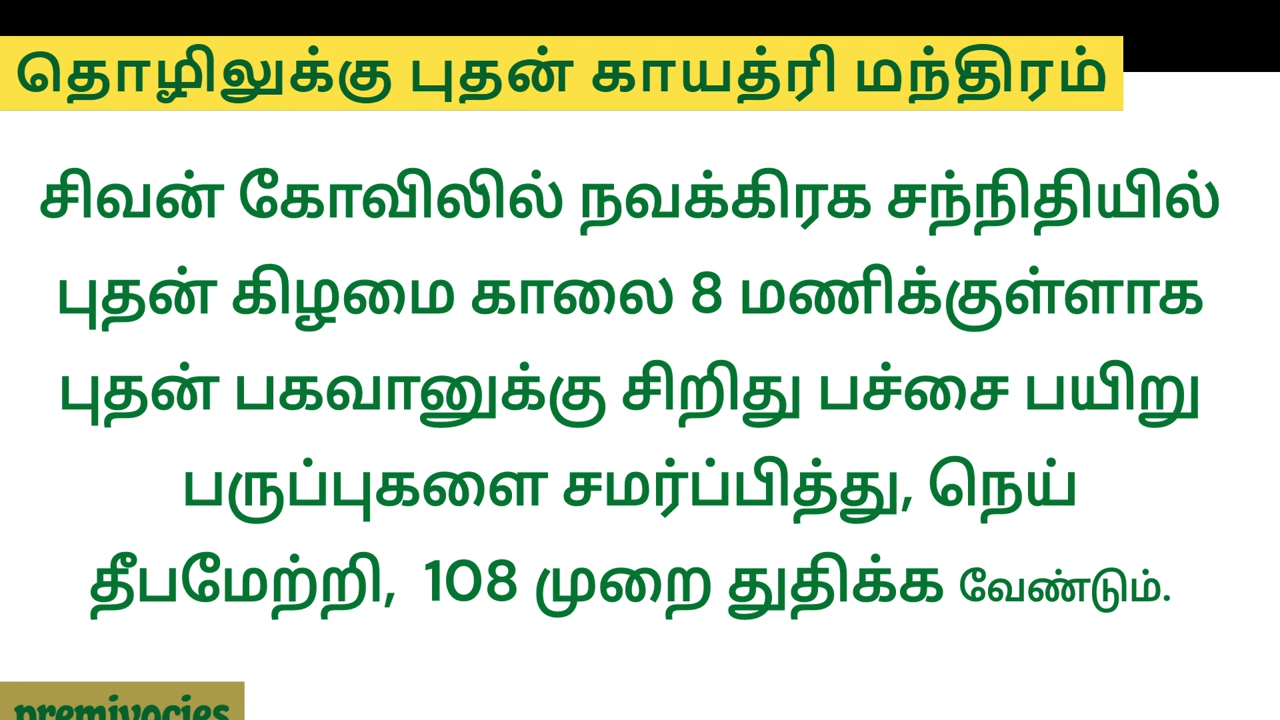 தொழிலுக்கு புதன் காயத்ரி மந்திரம்
சிவன் கோவிலில் நவக்கிரக சந்நிதியில்
புதன் கிழமை காலை 8 மணிக்குள்ளாக
புதன் பகவானுக்கு சிறிது பச்சை பயிறு
பருப்புகளை சமர்ப்பித்து, நெய்
தீபமேற்றி, 108 முறை துதிக்க வேண்டும்.
premivocies